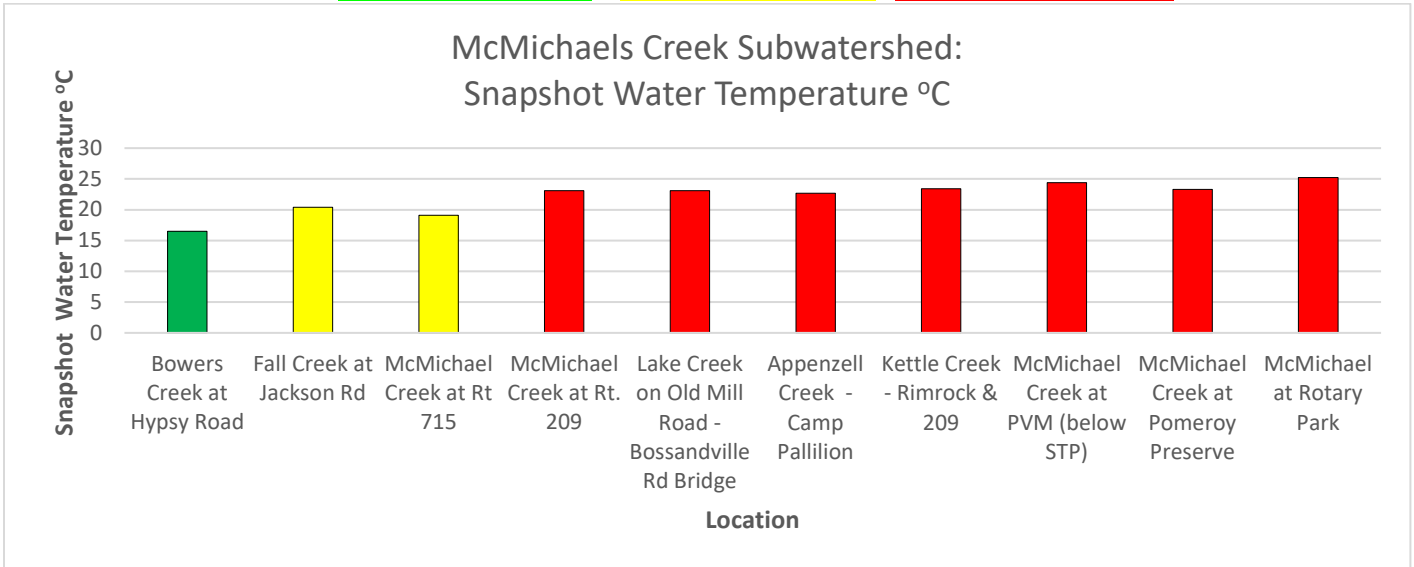 McMichaels Creek Subwatershed:
Snapshot Water Temperature ºC
Snapshot  Water Temperature ºC
30
25
20
15
10
5
0
Bowers
Creek at
Hypsy Road
Fall Creek at
Jackson Rd
McMichael
Creek at Rt
715
McMichael
Creek at Rt.
209
Lake Creek
on Old Mill
Road -
Bossandville
Rd Bridge
Appenzell
Creek -
Camp
Pallilion
Kettle Creek
- Rimrock &
209
McMichael
Creek at
PVM (below
STP)
McMichael
Creek at
Pomeroy
Preserve
McMichael
at Rotary
Park
Location